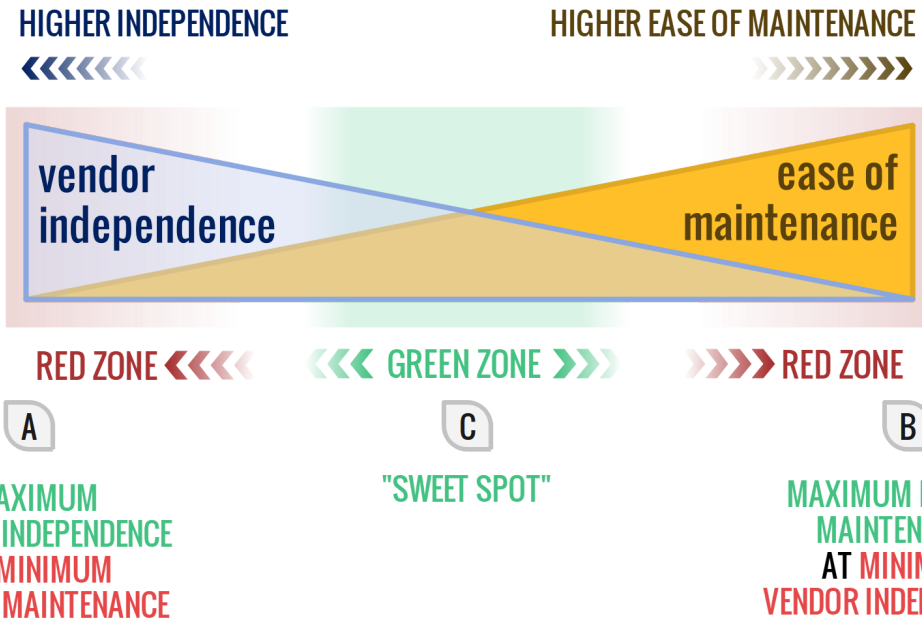 HIGHER INDEPENDENCE
HIGHER EASE OF MAINTENANCE
vendor
independence
ease of
maintenance
RED ZONE
GREEN ZONE
RED ZONE
A
C
B
"SWEET SPOT"
AXIMUM
INDEPENDENCE
MINIMUM
MAINTENANCE
MAXIMUM
MAINTEN
AT MINIM
VENDOR INDE